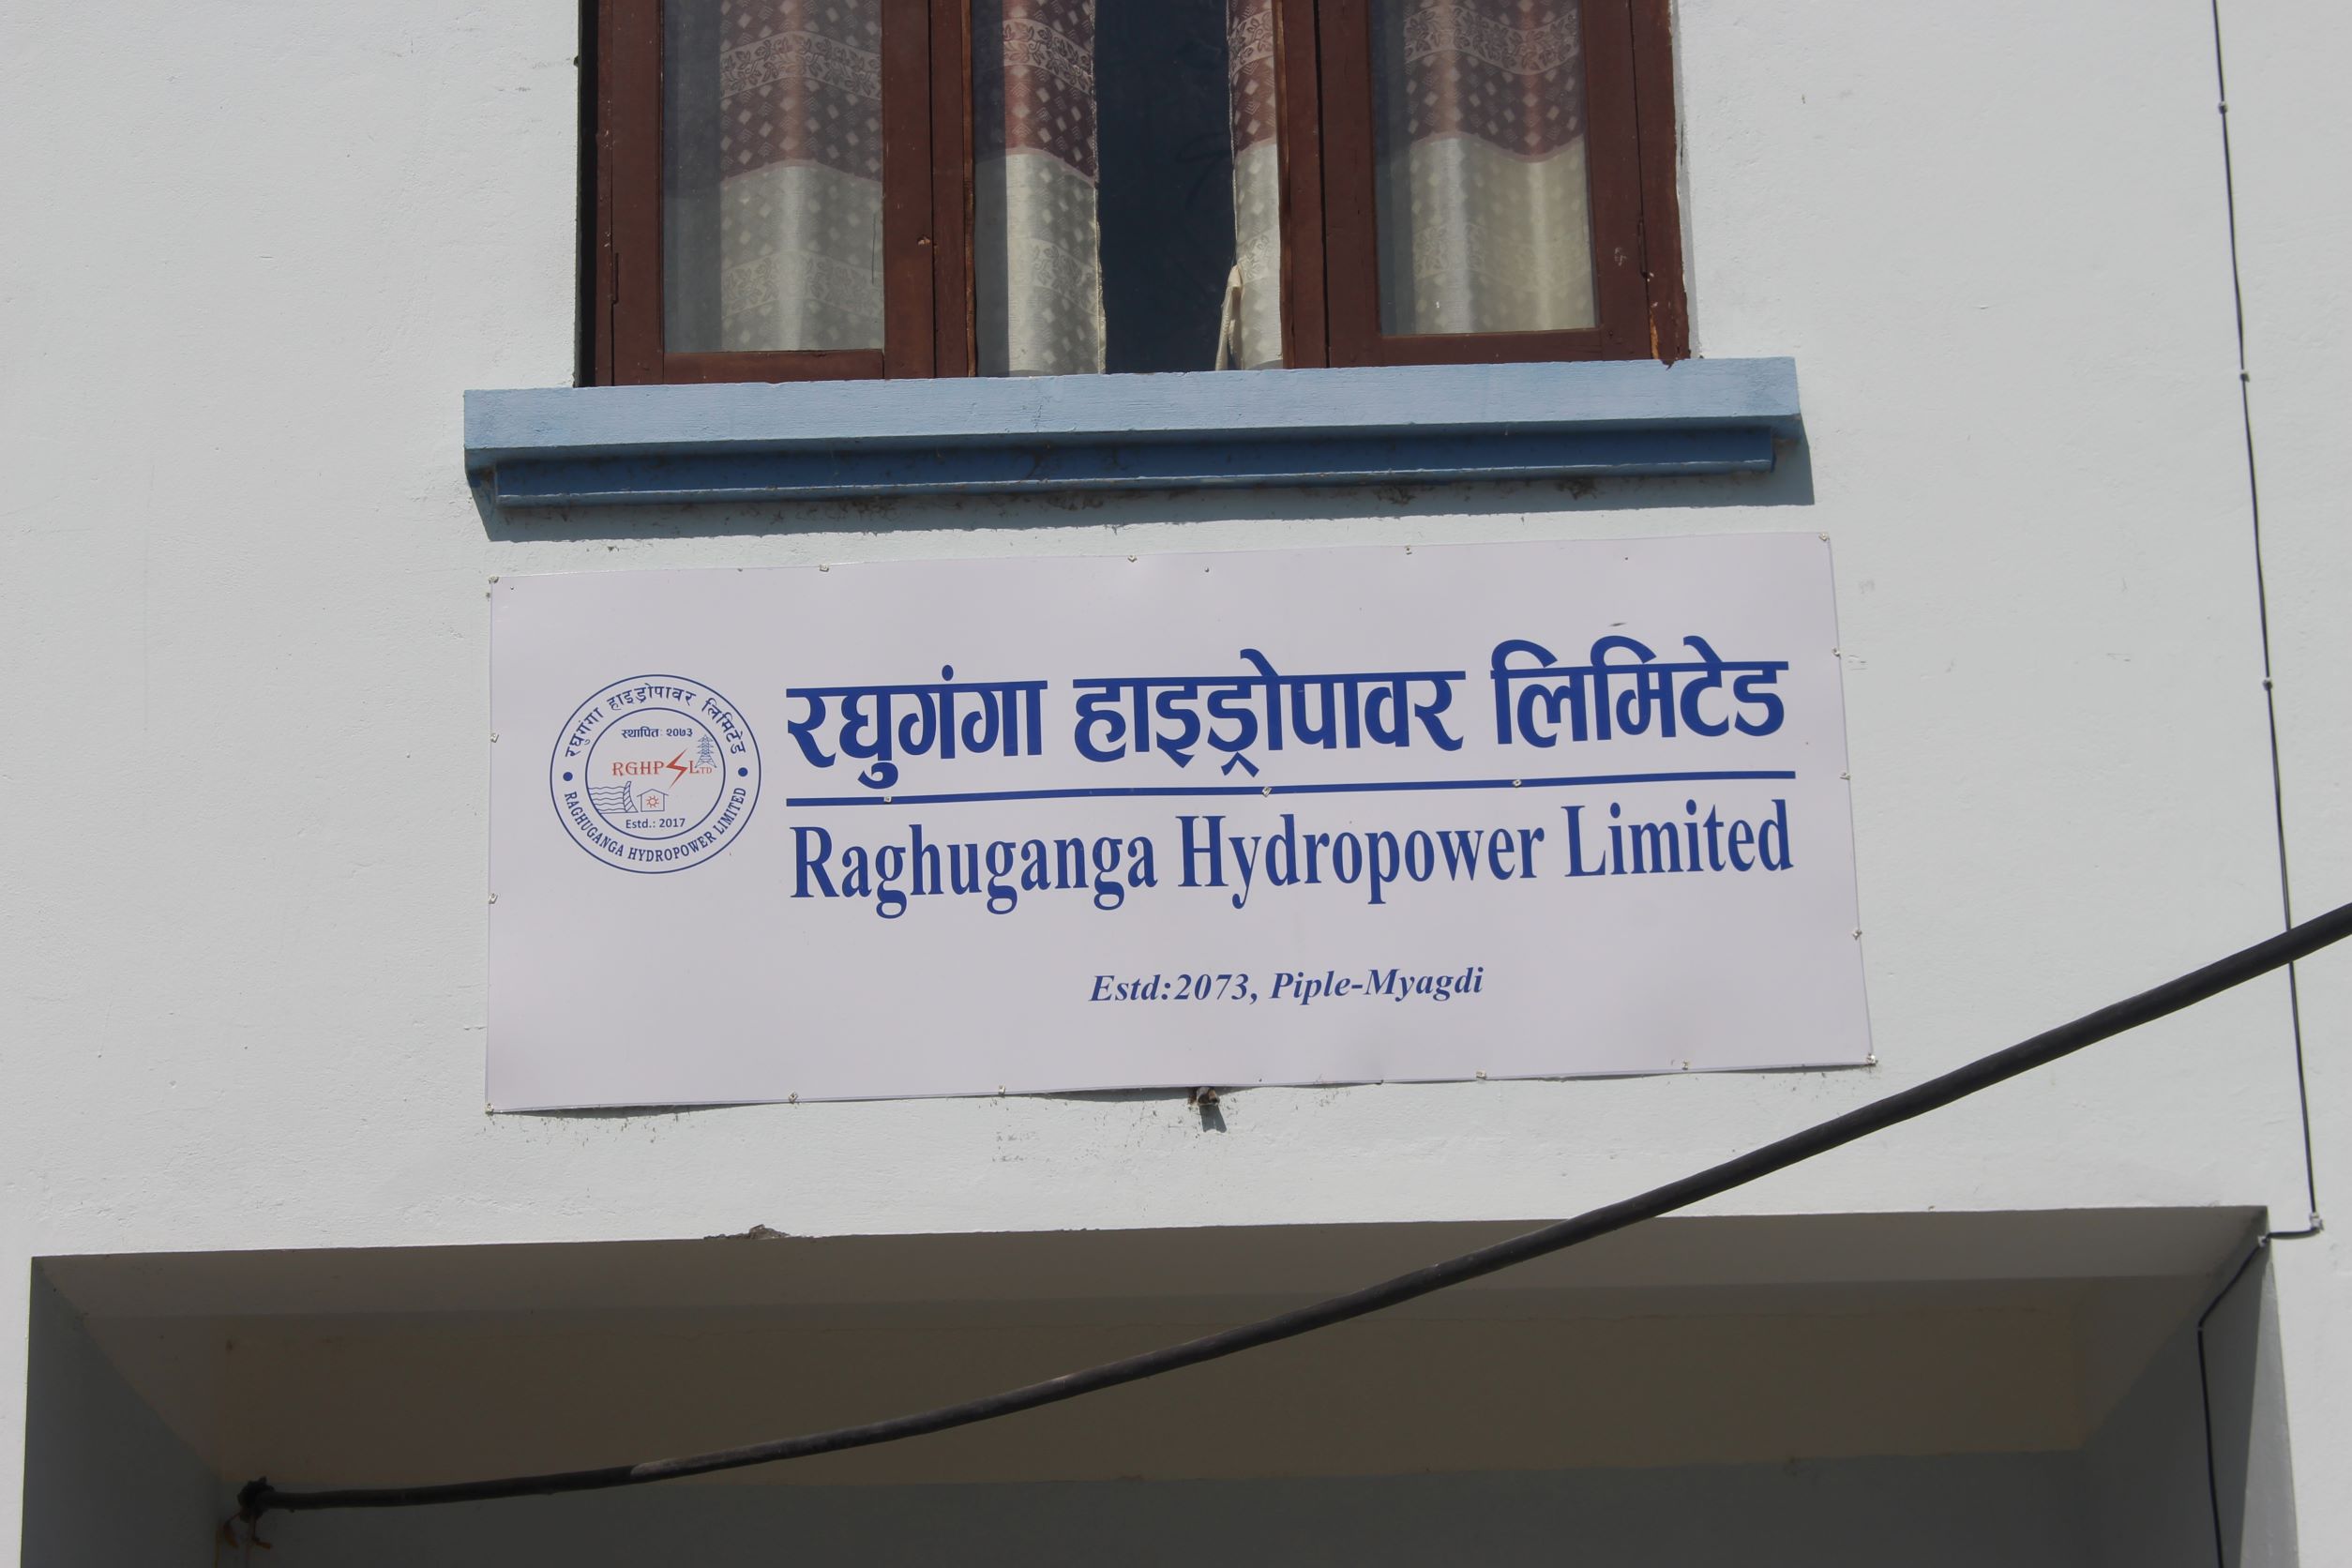 रघुगंगा हाइड्रोपावर लिमिटेड
स्थापितः २०७३
RGHP LTD
Estd.: 2017
RAGHUGANGA HYDROPOWER LIMITED
रघुगंगा हाइड्रोपावर लिमिटेड
Raghuganga Hydropower Limited
Estd:2073, Piple-Myagdi